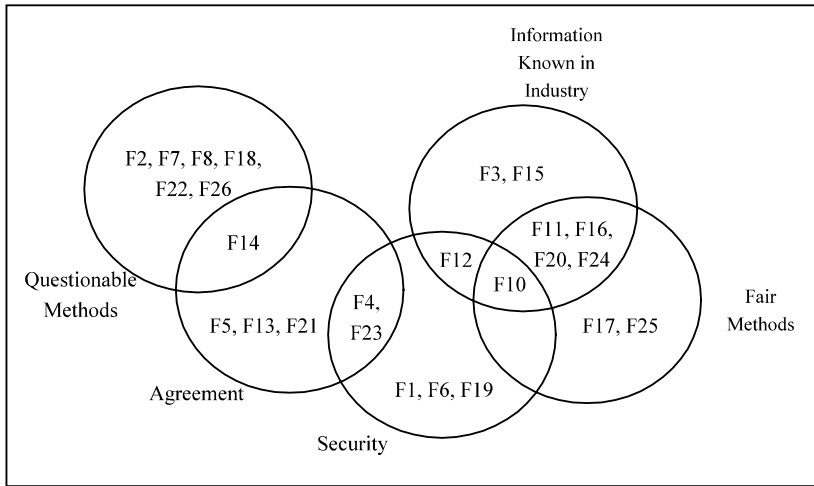 Information
Known in
Industry
F2, F7, F8, F18,
F22, F26
F3, F15
F14
F11, F16,
F20, F24
F12
F10
Questionable
Methods
F4,
F23
F5, F13, F21
F17, F25
Fair
Methods
Agreement
F1, F6, F19
Security